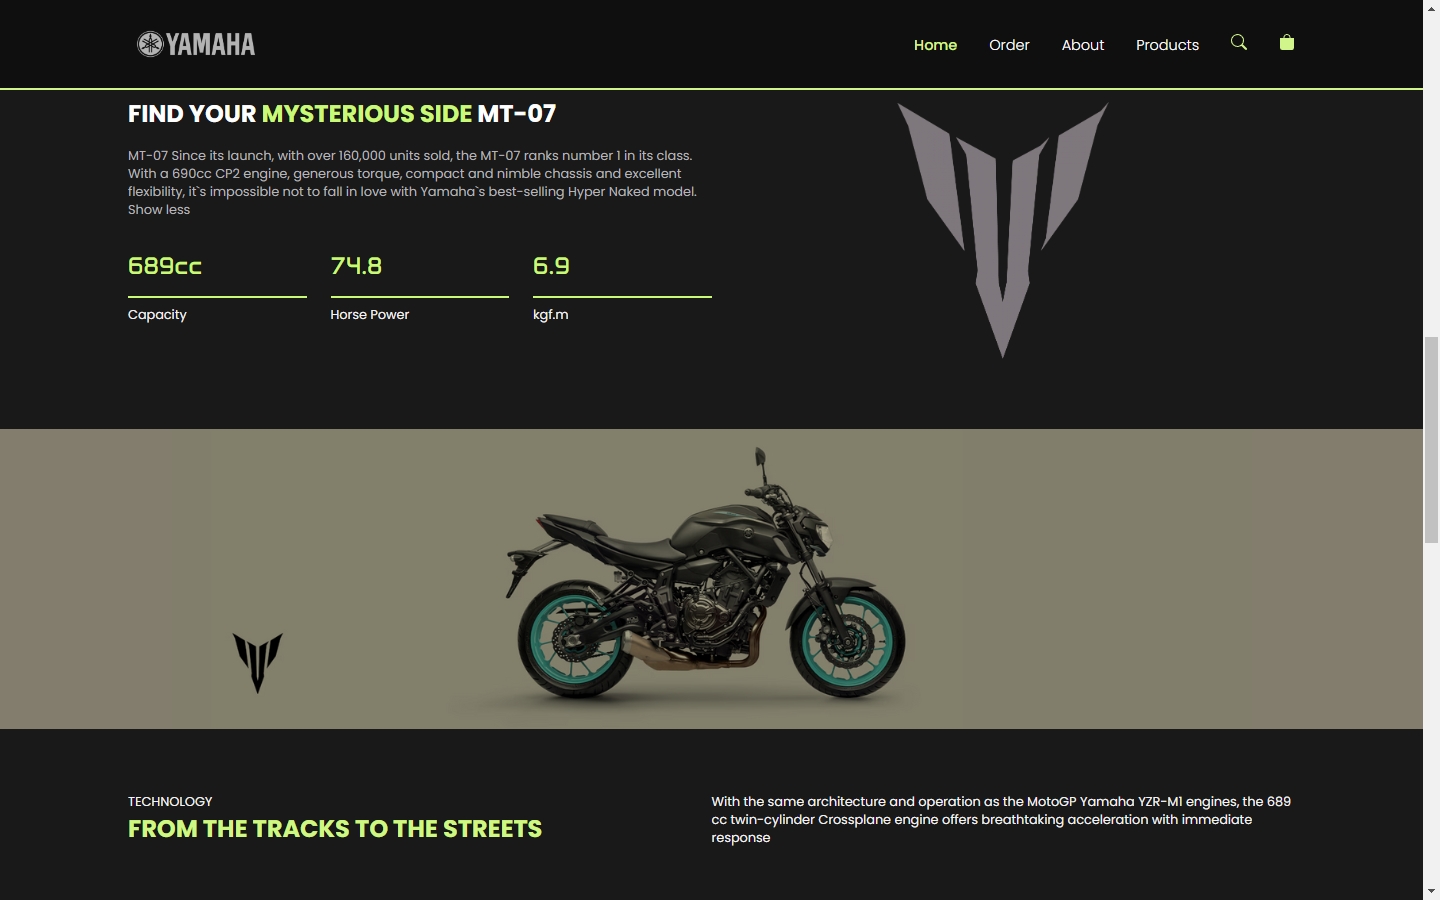 YAMAHA
Home
Order
About
Products
FIND YOUR MYSTERIOUS SIDE MT-07
MT-07 Since its launch, with over 160,000 units sold, the MT-07 ranks number 1 in its class.
With a 690cc CP2 engine, generous torque, compact and nimble chassis and excellent
flexibility, it`s impossible not to fall in love with Yamaha`s best-selling Hyper Naked model.
Show less
689cc
74.8
6.9
Capacity
Horse Power
kgf.m
TECHNOLOGY
FROM THE TRACKS TO THE STREETS
With the same architecture and operation as the MotoGP Yamaha YZR-M1 engines, the 689
cc twin-cylinder Crossplane engine offers breathtaking acceleration with immediate
response